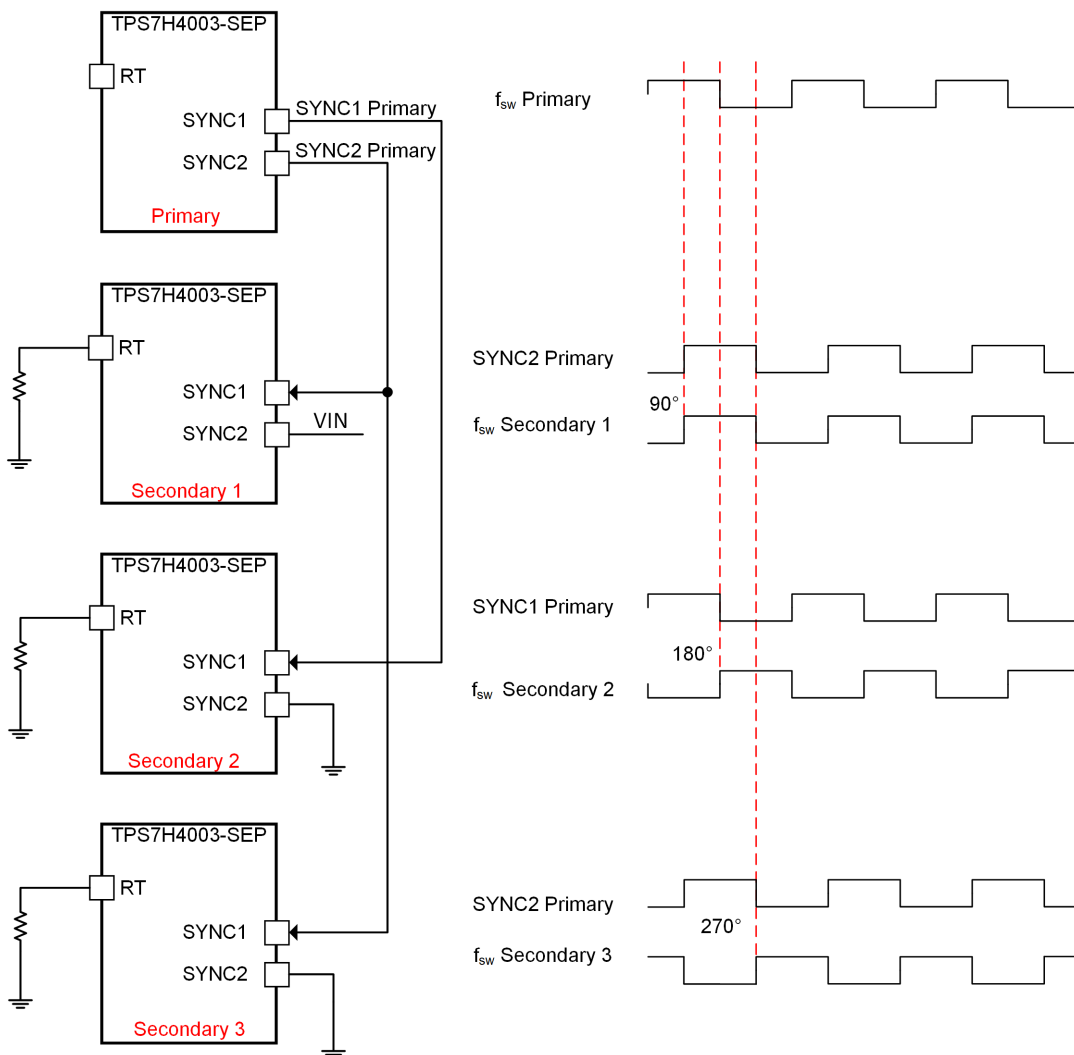 TPS7H4003-SEP
RT
SYNC1
SYNC2
Primary
SYNC1 Primary
SYNC2 Primary
TPS7H4003-SEP
RT
SYNC1
SYNC2
VIN
Secondary 1
TPS7H4003-SEP
RT
SYNC1
SYNC2
Secondary 2
TPS7H4003-SEP
RT
SYNC1
SYNC2
Secondary 3
fsw Primary
SYNC2 Primary
90°
fsw Secondary 1
SYNC1 Primary
180°
fsw Secondary 2
SYNC2 Primary
270°
fsw Secondary 3